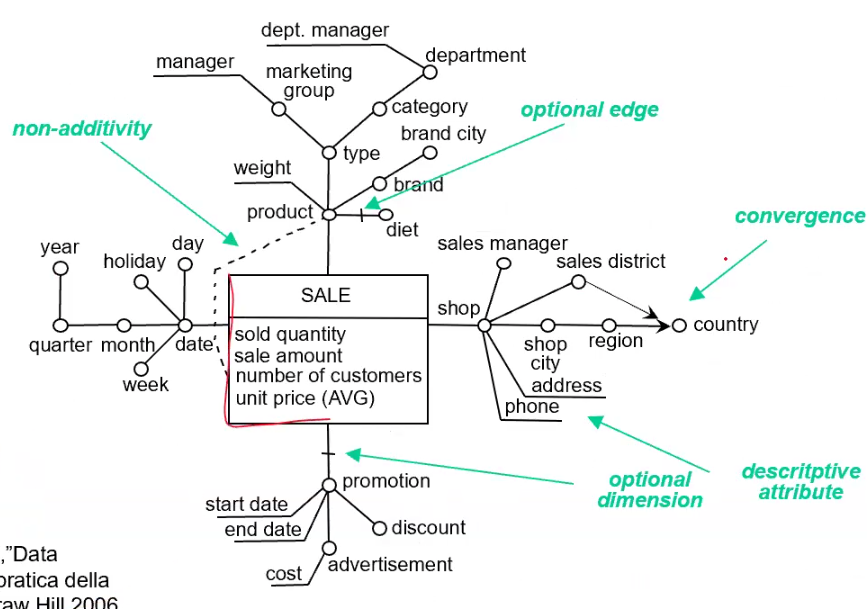 dept. manager
manager
marketing
group
department
category
non-additivity
optional edge
brand city
type
weight
brand
product
diet
convergence
year
holiday
day
sales manager
sales district
SALE
shop
country
quarter
month
date
week
sold quantity
sale amount
number of customers
unit price (AVG)
shop
city
region
address
phone
optional
dimension
descritptive
attribute
promotion
start date
end date
discount
advertisement
cost
,”Data
pratica della
raw Hill 2006